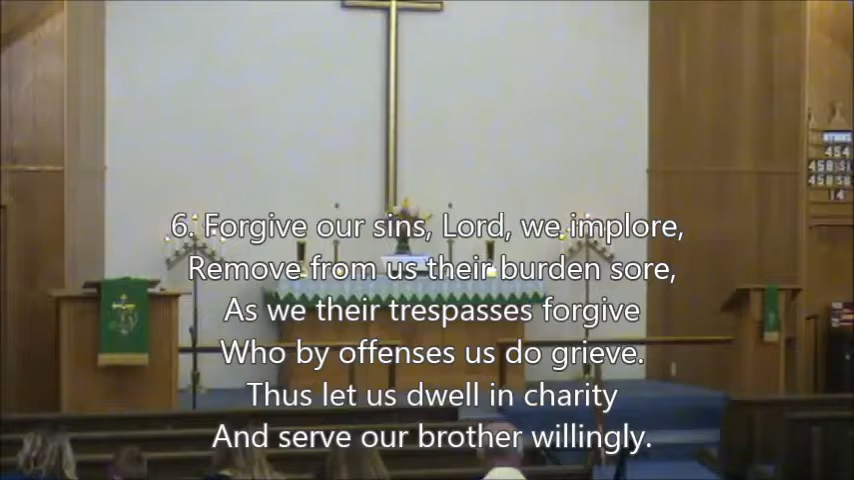 6. Forgive our sins, Lord, we implore,
Remove from us their burden sore,
As we their trespasses forgive
Who by offenses us do grieve.
Thus let us dwell in charity
And serve our brother willingly.
454